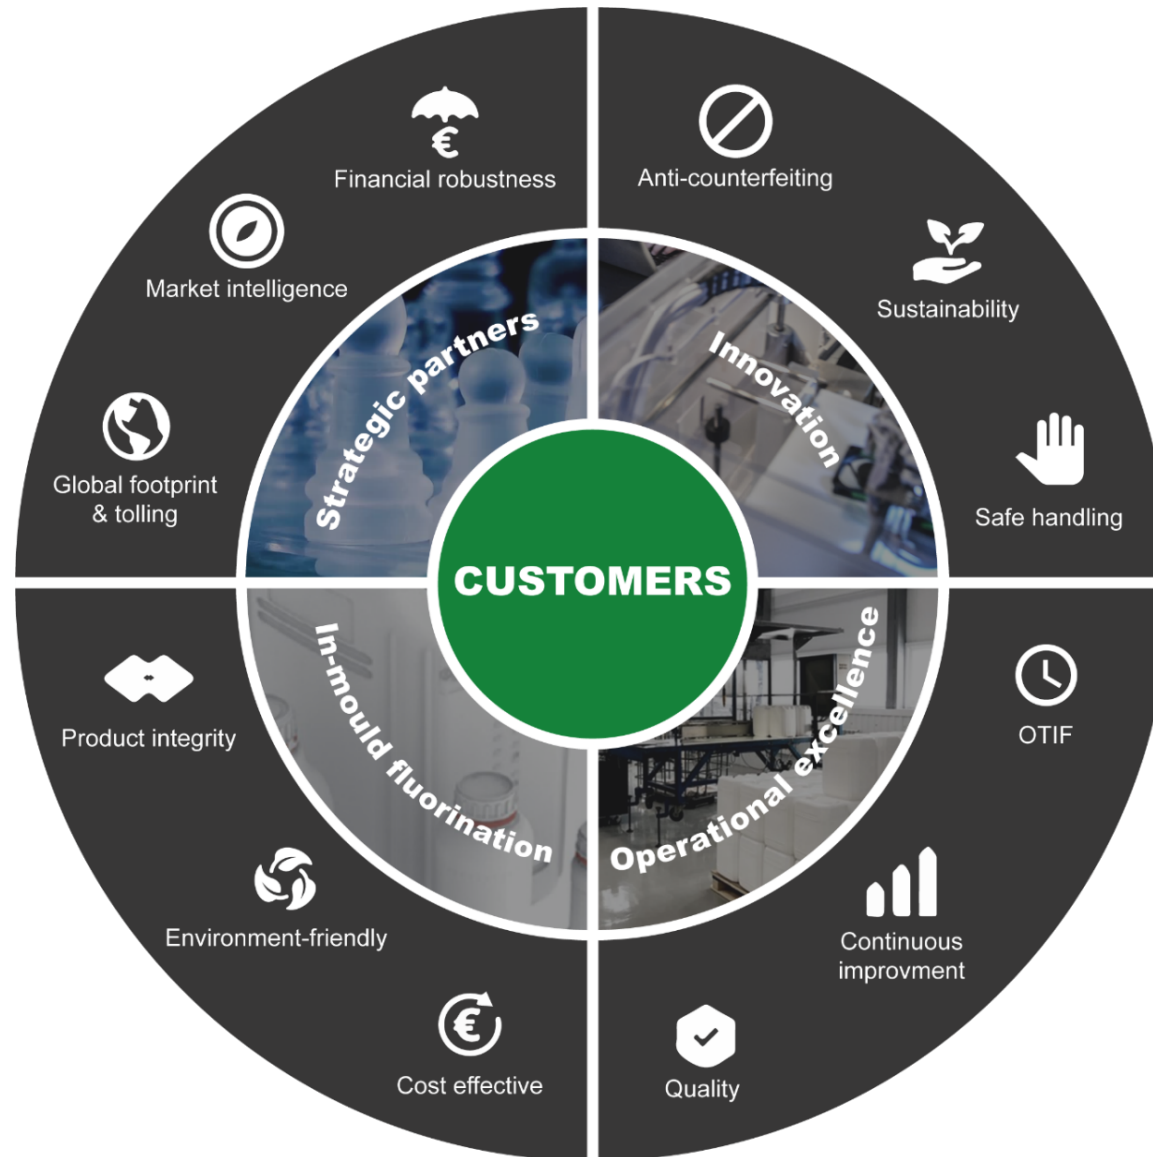 Financial robustness
Market intelligence
Global footprint
& tolling
Strategic partners
Anti-counterfeiting
Sustainability
Safe handling
Innovation
CUSTOMERS
In-mould fluorination
Product integrity
Environment-friendly
Cost effective
Operational excellence
OTIF
Continuous
improvment
Quality